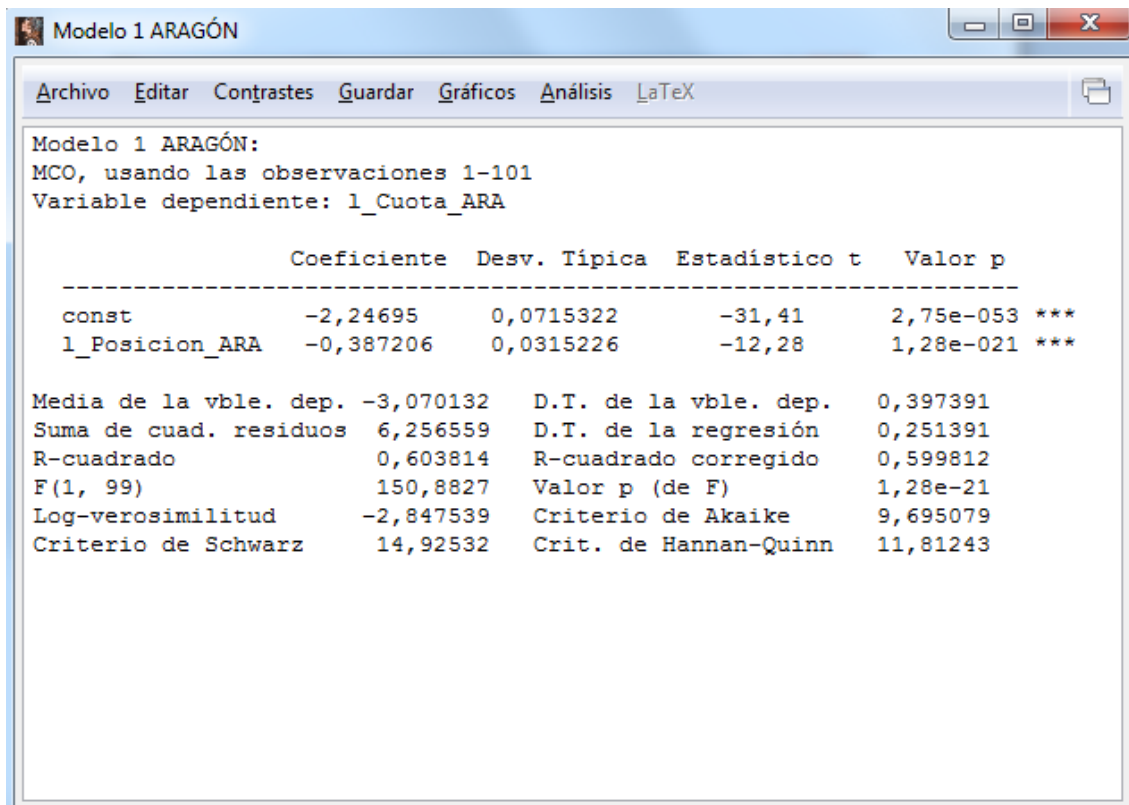 Modelo 1 ARAGÓN
Archivo Editar Contrastes Guardar Gráficos Análisis LaTeX
Modelo 1 ARAGÓN:
MCO, usando las observaciones 1-101
Variable dependiente: l_Cuota_ARA
Coeficiente Desv. Típica Estadístico t Valor p
-------------------------------------------------------------------
const -2,24695 0,0715322 -31,41 2,75e-053 ***
l_Posicion_ARA -0,387206 0,0315226 -12,28 1,28e-021 ***
Media de la vble. dep. -3,070132 D.T. de la vble. dep. 0,397391
Suma de cuad. residuos 6,256559 D.T. de la regresión 0,251391
R-cuadrado 0,603814 R-cuadrado corregido 0,599812
F(1, 99) 150,8827 Valor p (de F) 1,28e-21
Log-verosimilitud -2,847539 Criterio de Akaike 9,695079
Criterio de Schwarz 14,92532 Crit. de Hannan-Quinn 11,81243